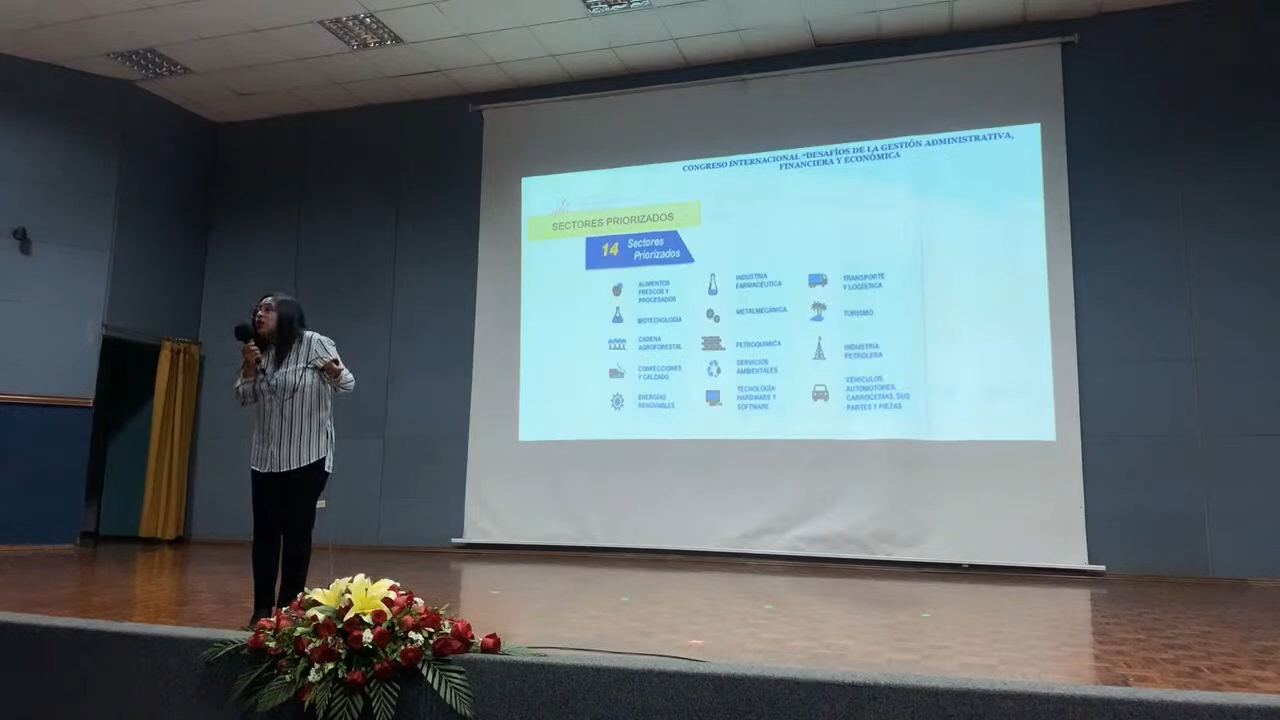 CONGRESO INTERNACIONAL "DESAFÍOS DE LA GESTIÓN ADMINISTRATIVA,
FINANCIERA Y ECONÓMICA
SECTORES PRIORIZADOS
14 Sectores
Priorizados
ALIMENTOS
FRESCOS Y
PROCESADOS
BIOTECHOLOGÍA
CADENA
AGROFORESTAL
CONFECCIONES
Y CALZADO
ENERGÍAS
RENOVABLES
INDUSTRIA
FARMACÉUTICA
METALMECÁNICA
PETROQUÍMICA
SERVICIOS
AMBIENTALES
TECNOLOGÍA:
HARDWARE Y
SOFTWARE
TRANSPORTE
Y LOGÍSTICA
TURISMO
INDUSTRIA
PETROLERA
VEHÍCULOS,
AUTOMOTORES,
CARROCERÍAS, SUS
PARTES Y PIEZAS